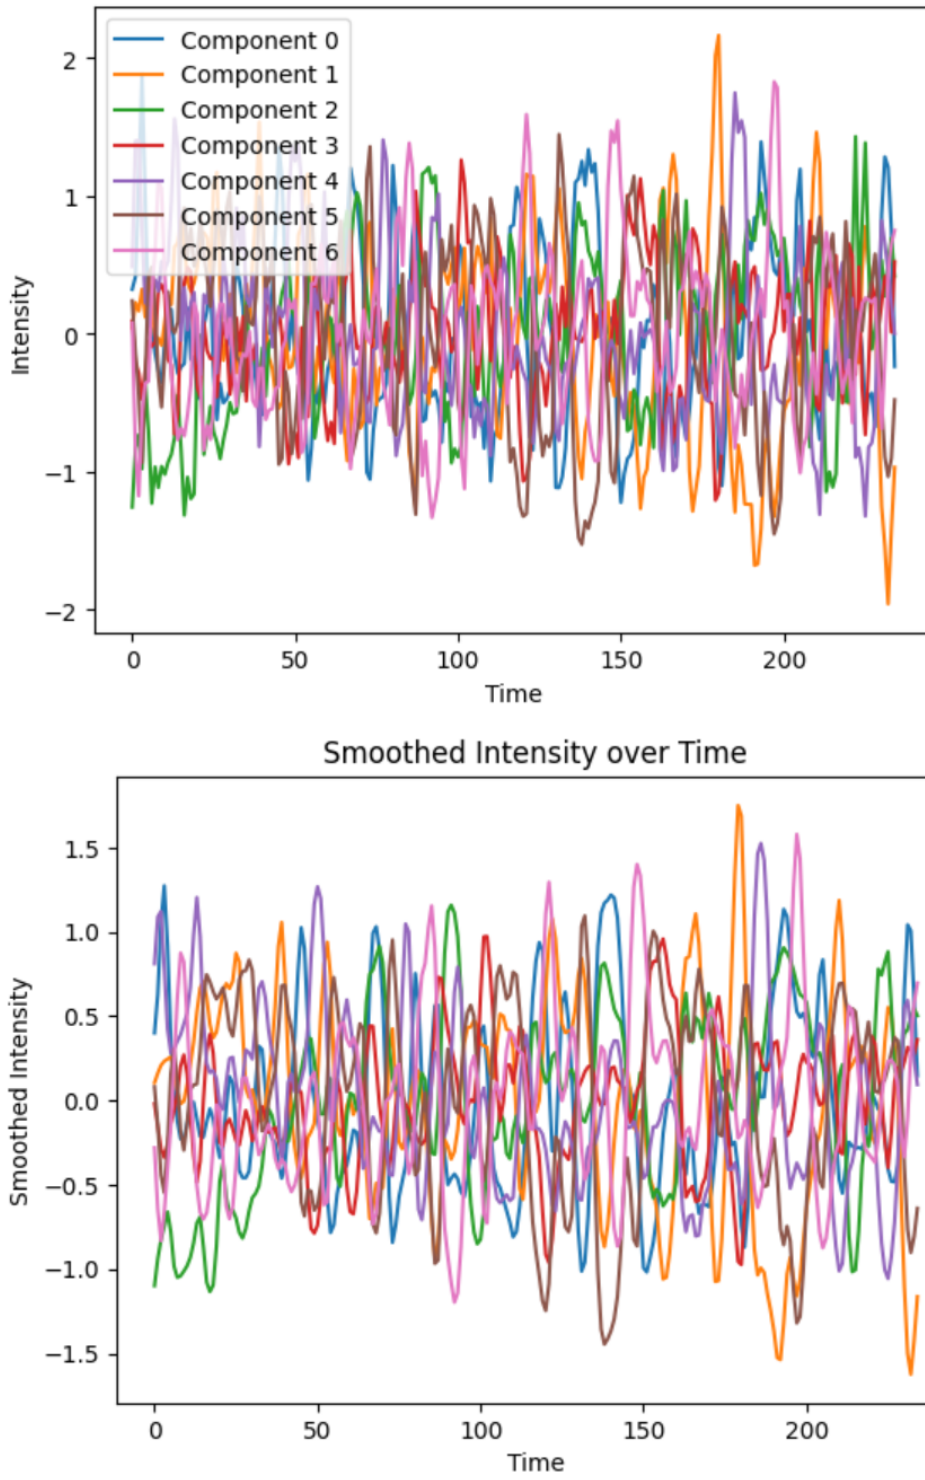 2
1
0
−1
−2
Intensity
Component 0
Component 1
Component 2
Component 3
Component 4
Component 5
Component 6
0 50 100 150 200
Time
Smoothed Intensity over Time
1.5
1.0
0.5
0.0
−0.5
−1.0
−1.5
Smoothed Intensity
0 50 100 150 200
Time